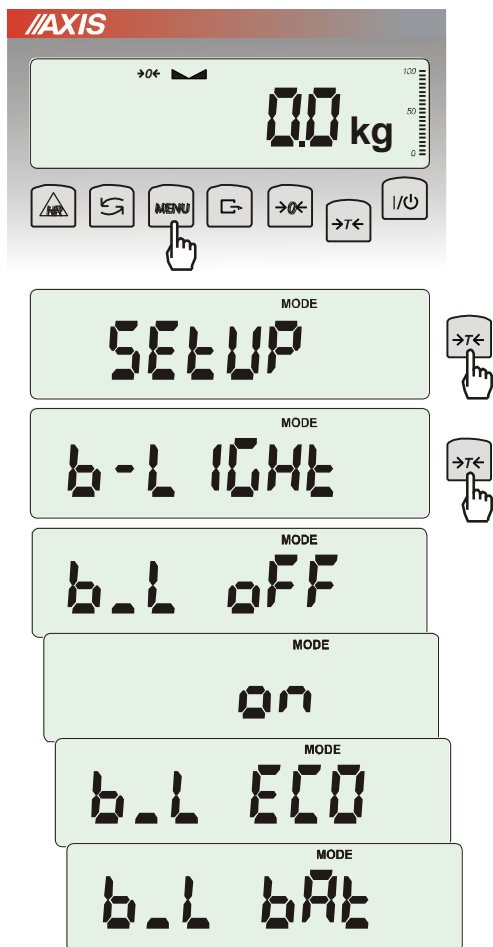 //AXIS
→0←
100
50
0
0.0 kg
HR MENU →0← →T← I/⏻
MODE
SEtUP
→T←
MODE
b-LIGHt
→T←
MODE
b_L oFF
MODE
on
MODE
b_L ECO
MODE
b_L bAt